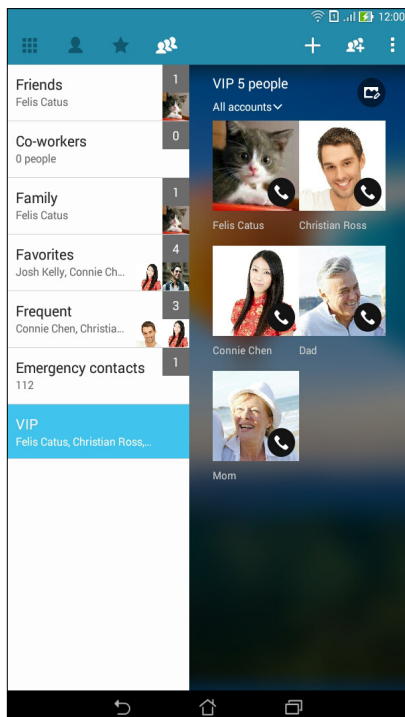 12:00
Friends
1
Felis Catus
Co-workers
0
0 people
Family
1
Felis Catus
Favorites
4
Josh Kelly, Connie Ch...
Frequent
3
Connie Chen, Christia...
Emergency contacts
1
112
VIP
Felis Catus, Christian Ross,...
VIP 5 people
All accounts
Felis Catus
Christian Ross
Connie Chen
Dad
Mom